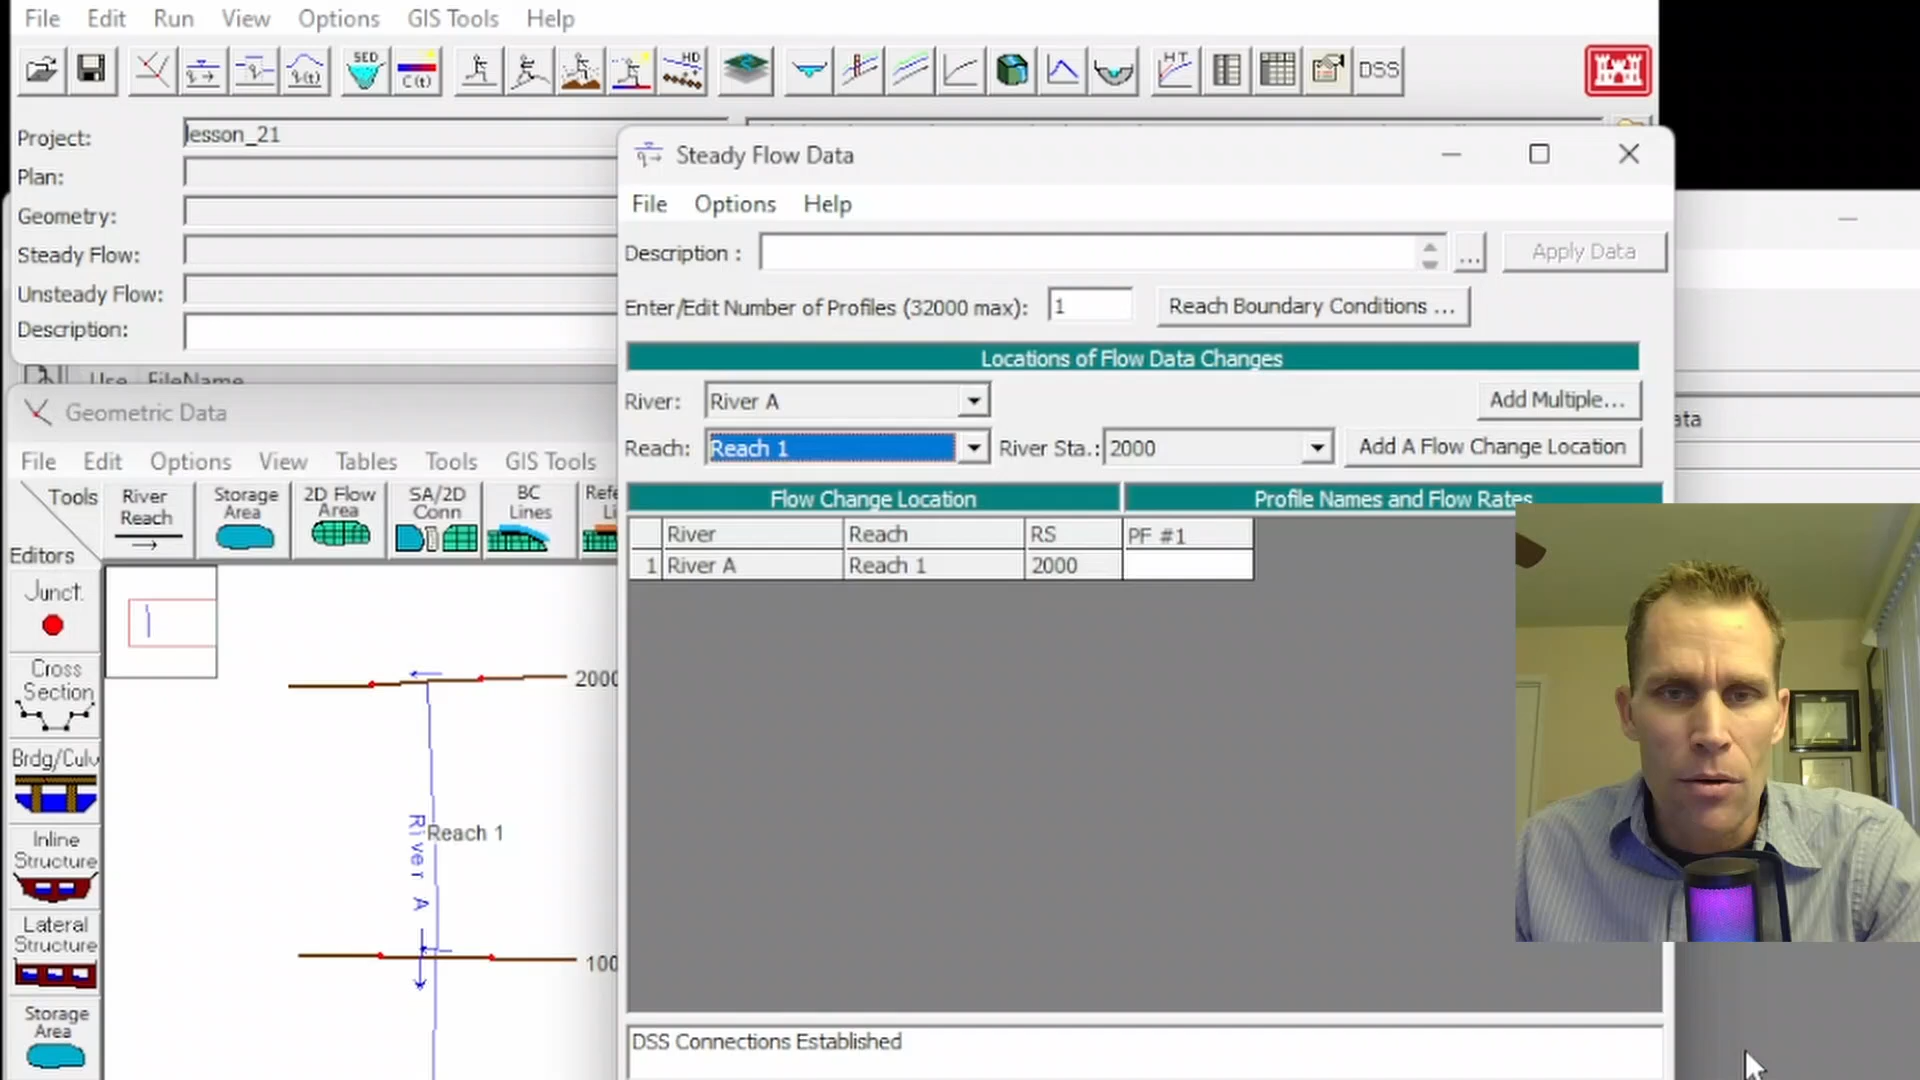 File Edit Run View Options GIS Tools Help
SED C(t) HD HT DSS
Project: lesson_21
Plan:
Geometry:
Steady Flow:
Unsteady Flow:
Description:
Use FileName
Geometric Data
File Edit Options View Tables Tools GIS Tools
Tools
Editors
River Reach
Storage Area
2D Flow Area
SA/2D Conn
BC Lines
Junct.
Cross Section
Brdg/Culv
Inline Structure
Lateral Structure
Storage Area
2000
River A
Reach 1
100
Steady Flow Data
File Options Help
Description :
... Apply Data
Enter/Edit Number of Profiles (32000 max): 1 Reach Boundary Conditions ...
Locations of Flow Data Changes
River: River A Add Multiple...
Reach: Reach 1 River Sta.: 2000 Add A Flow Change Location
Flow Change Location Profile Names and Flow Rates
River Reach RS PF #1
1 River A Reach 1 2000
DSS Connections Established